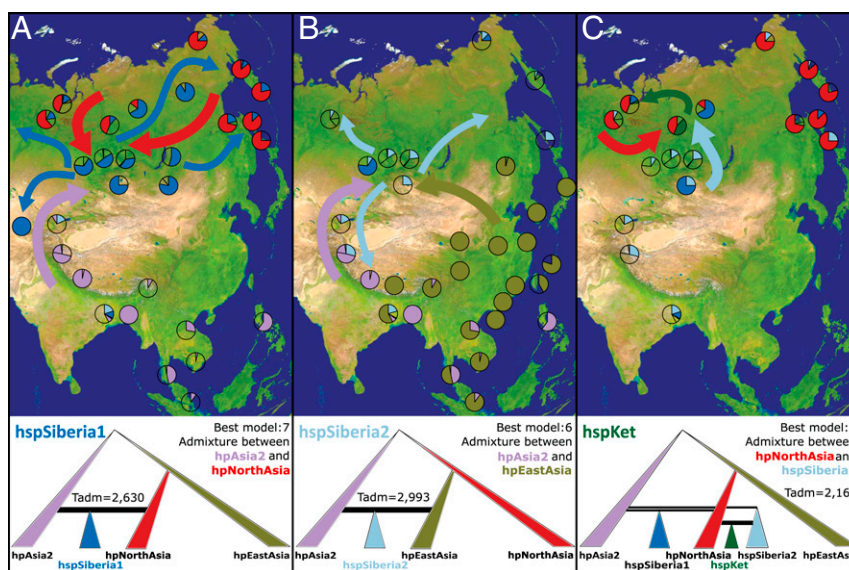 A
B
C
hspSiberia1
Best model:7
Admixture between
hpAsia2 and
hpNorthAsia
Tadm=2,630
hpAsia2
hspSiberia1
hpNorthAsia
hpEastAsia
hspSiberia2
Best model:6
Admixture between
hpAsia2 and
hpEastAsia
Tadm=2,993
hpAsia2
hspSiberia2
hpEastAsia
hpNorthAsia
hspKet
Best model:
Admixture betwee
hpNorthAsia an
hspSiberia
Tadm=2,16
hpAsia2
hspSiberia1
hpNorthAsia
hspKet
hspSiberia2
hpEastAsia